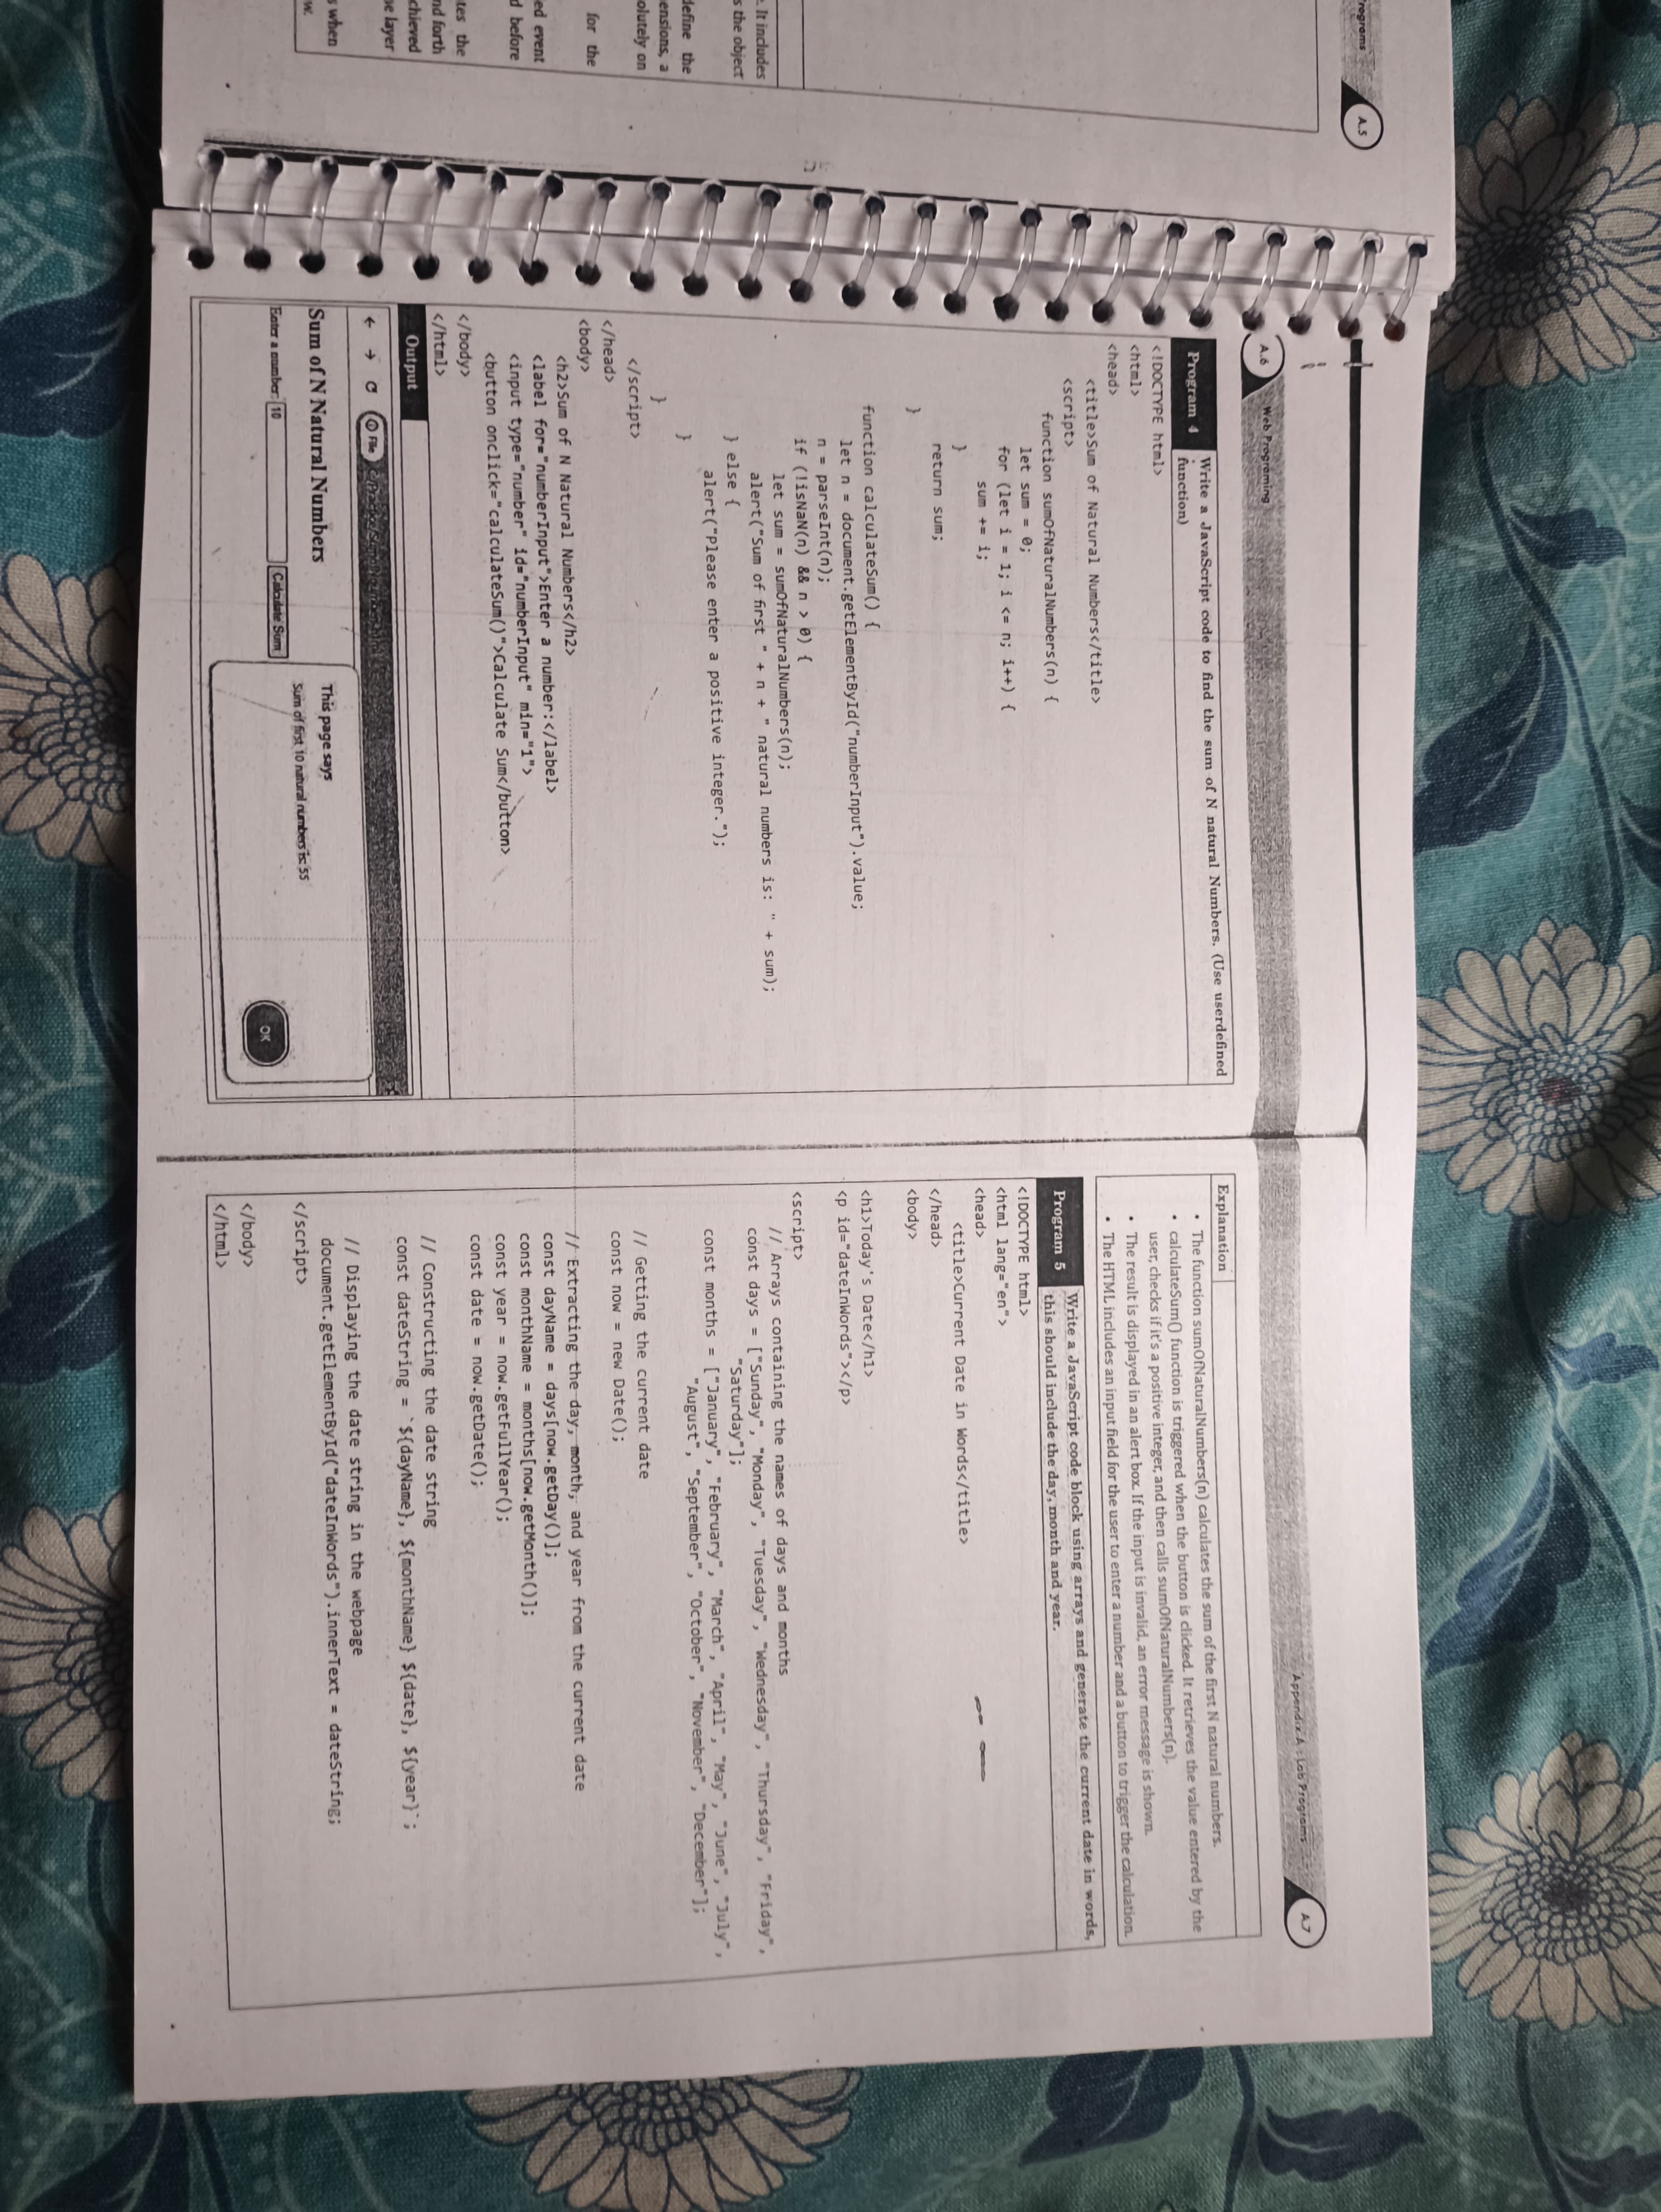 rograms
A.5
. It includes
s the object
define the
ensions, a
olutely on
for the
ed event
d before
tes the
nd forth
chieved
ne layer
s when
w.
A.6
Web Programing
Program 4
Write a JavaScript code to find the sum of N natural Numbers. (Use userdefined
function)
<!DOCTYPE html>
<html>
<head>
<title>Sum of Natural Numbers</title>
<script>
function sumOfNaturalNumbers(n) {
let sum = 0;
for (let i = 1; i <= n; i++) {
sum += i;
}
return sum;
}
function calculateSum() {
let n = document.getElementById("numberInput").value;
n = parseInt(n);
if (!isNaN(n) && n > 0) {
let sum = sumOfNaturalNumbers(n);
alert("Sum of first " + n + " natural numbers is: " + sum);
} else {
alert("Please enter a positive integer.");
}
}
</script>
</head>
<body>
<h2>Sum of N Natural Numbers</h2>
<label for="numberInput">Enter a number:</label>
<input type="number" id="numberInput" min="1">
<button onclick="calculateSum()">Calculate Sum</button>
</body>
</html>
Output
File
Sum of N Natural Numbers
Enter a number: 10
Calculate Sum
This page says
Sum of first 10 natural numbers is: 55
OK
Appendix A : Lab Programs
A.7
Explanation
• The function sumOfNaturalNumbers(n) calculates the sum of the first N natural numbers.
• calculateSum() function is triggered when the button is clicked. It retrieves the value entered by the
user, checks if it's a positive integer, and then calls sumOfNaturalNumbers(n).
• The result is displayed in an alert box. If the input is invalid, an error message is shown.
• The HTML includes an input field for the user to enter a number and a button to trigger the calculation.
Program 5
Write a JavaScript code block using arrays and generate the current date in words,
this should include the day, month and year.
<!DOCTYPE html>
<html lang="en">
<head>
<title>Current Date in Words</title>
</head>
<body>
<h1>Today's Date</h1>
<p id="dateInWords"></p>
<script>
// Arrays containing the names of days and months
const days = ["Sunday", "Monday", "Tuesday", "Wednesday", "Thursday", "Friday",
"Saturday"];
const months = ["January", "February", "March", "April", "May", "June", "July",
"August", "September", "October", "November", "December"];
// Getting the current date
const now = new Date();
// Extracting the day, month, and year from the current date
const dayName = days[now.getDay()];
const monthName = months[now.getMonth()];
const year = now.getFullYear();
const date = now.getDate();
// Constructing the date string
const dateString = `${dayName}, ${monthName} ${date}, ${year}`;
// Displaying the date string in the webpage
document.getElementById("dateInWords").innerText = dateString;
</script>
</body>
</html>